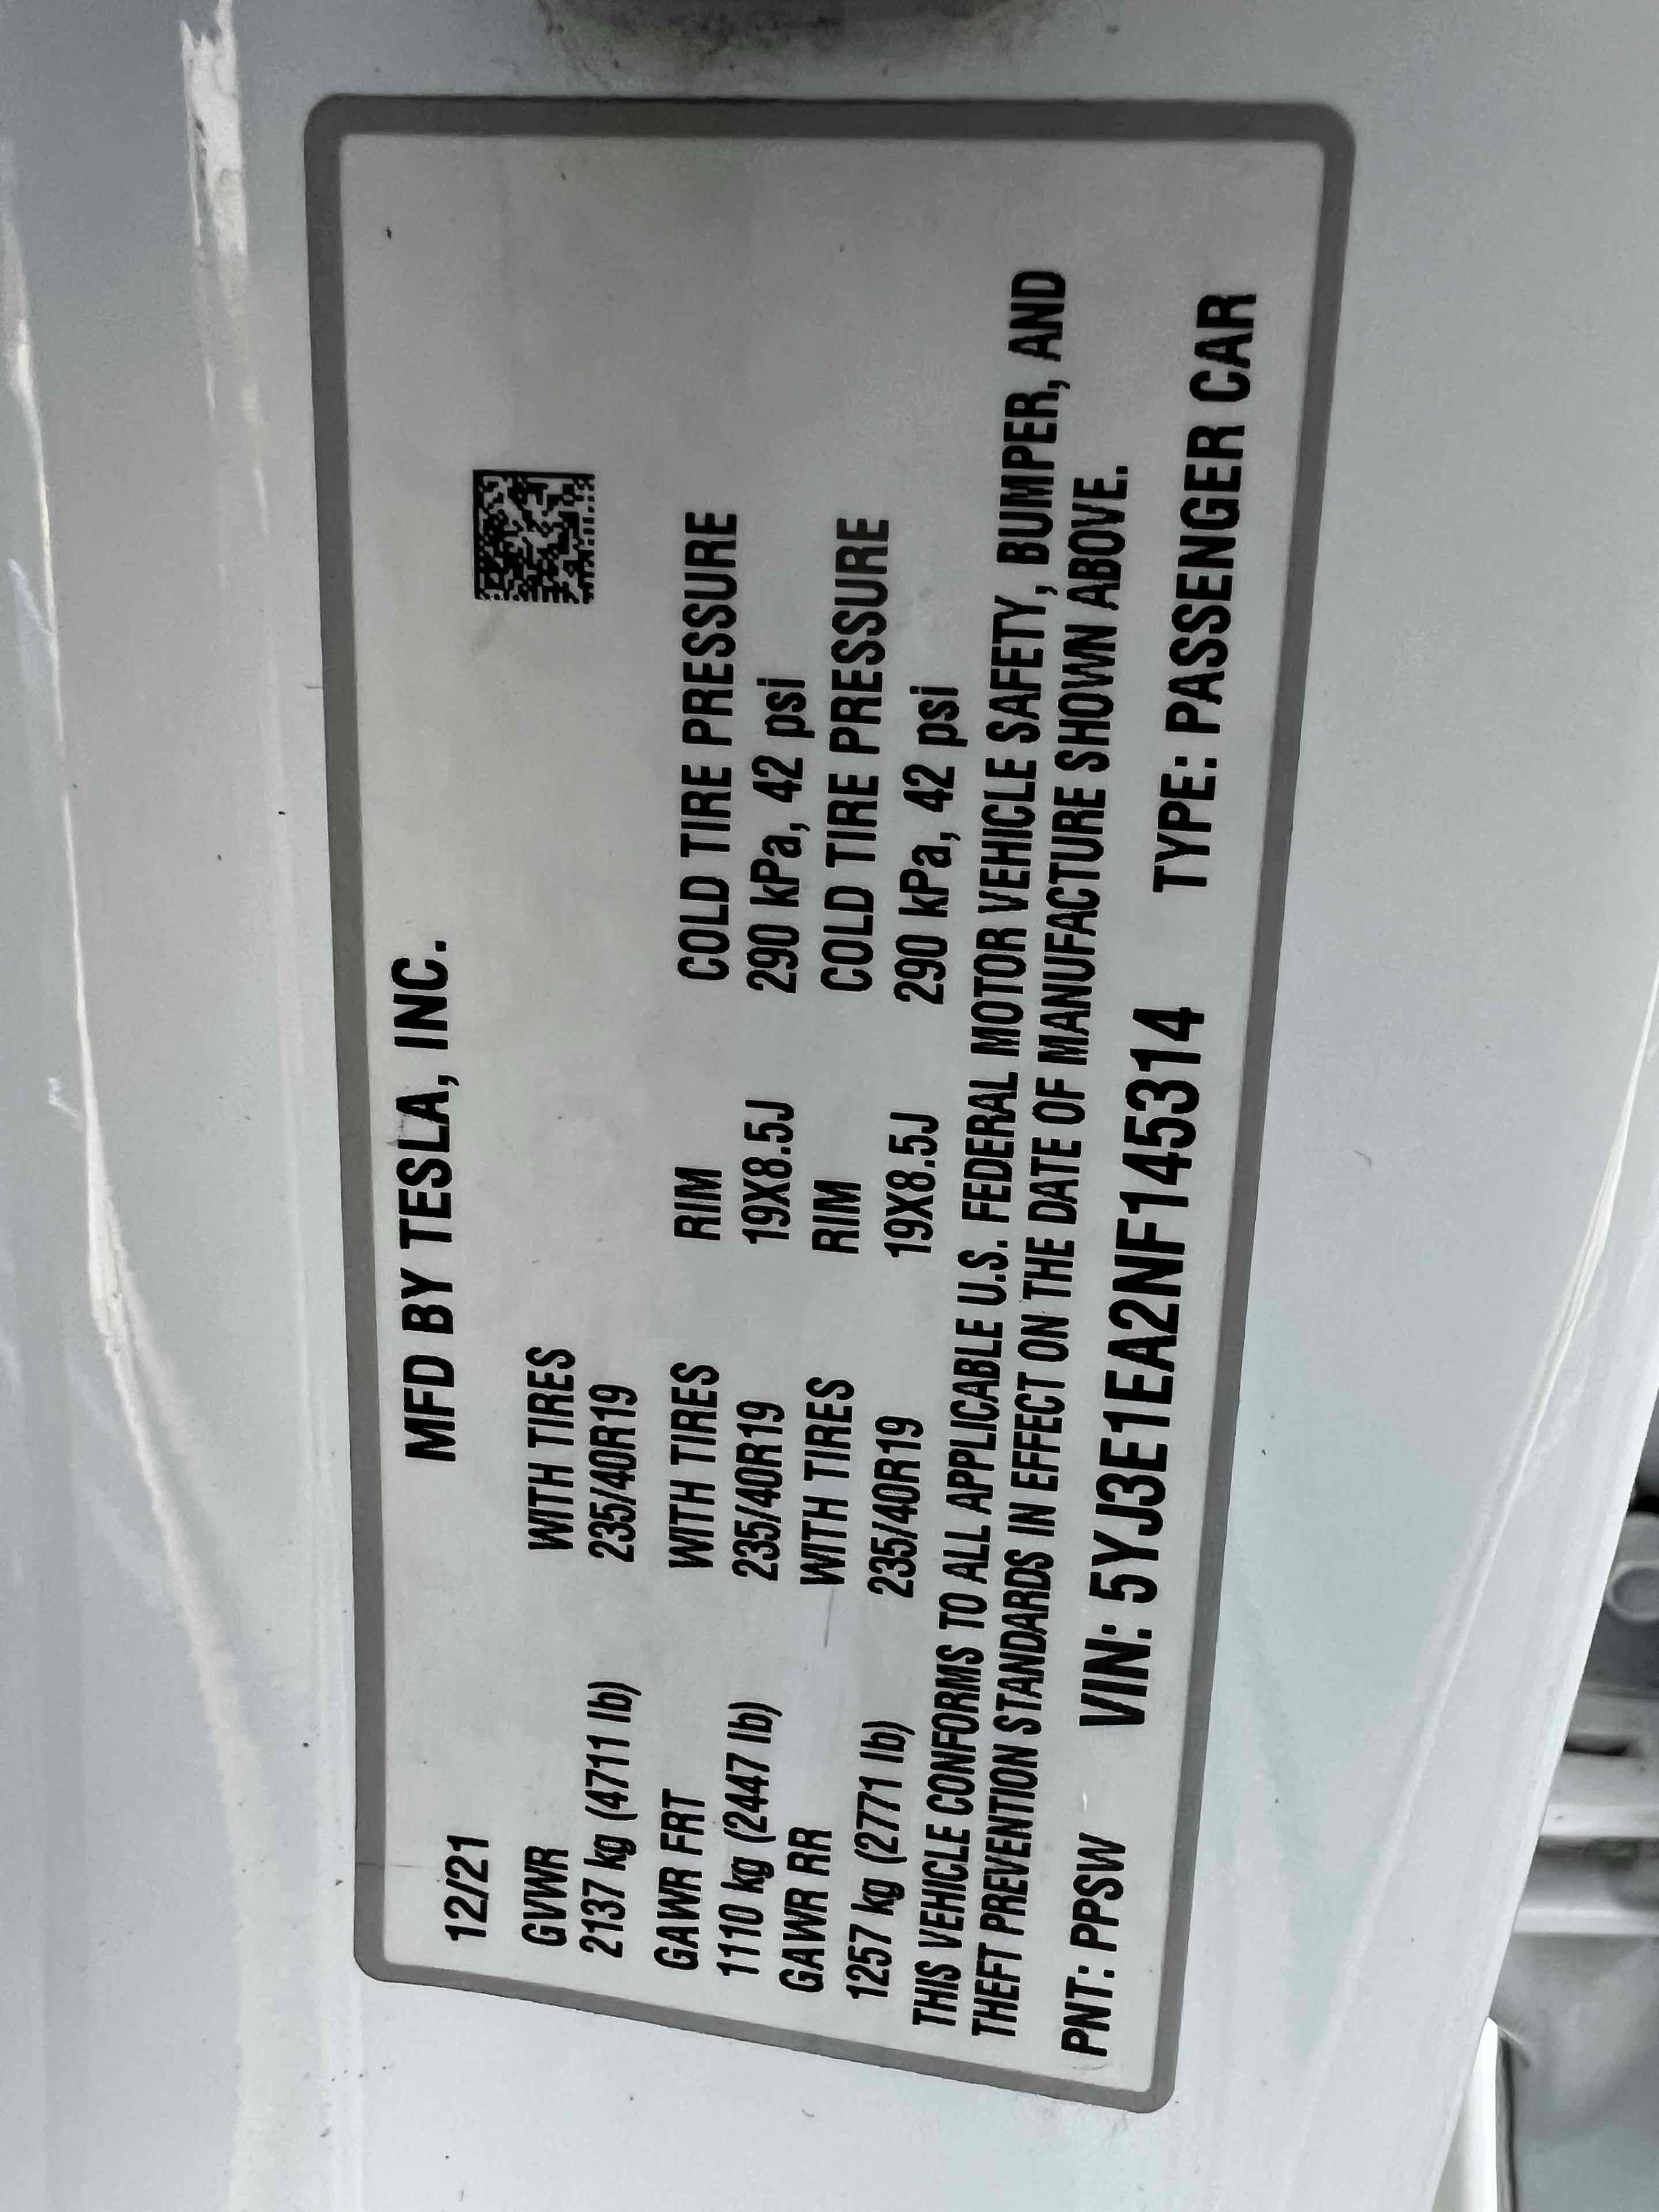 MFD BY TESLA, INC.
12/21
GVWR WITH TIRES
2137 kg (4711 lb) 235/40R19
GAWR FRT WITH TIRES RIM COLD TIRE PRESSURE
1110 kg (2447 lb) 235/40R19 19X8.5J 290 kPa, 42 psi
GAWR RR WITH TIRES RIM COLD TIRE PRESSURE
1257 kg (2771 lb) 235/40R19 19X8.5J 290 kPa, 42 psi
THIS VEHICLE CONFORMS TO ALL APPLICABLE U.S. FEDERAL MOTOR VEHICLE SAFETY, BUMPER, AND
THEFT PREVENTION STANDARDS IN EFFECT ON THE DATE OF MANUFACTURE SHOWN ABOVE.
PNT: PPSW VIN: 5YJ3E1EA2NF145314 TYPE: PASSENGER CAR